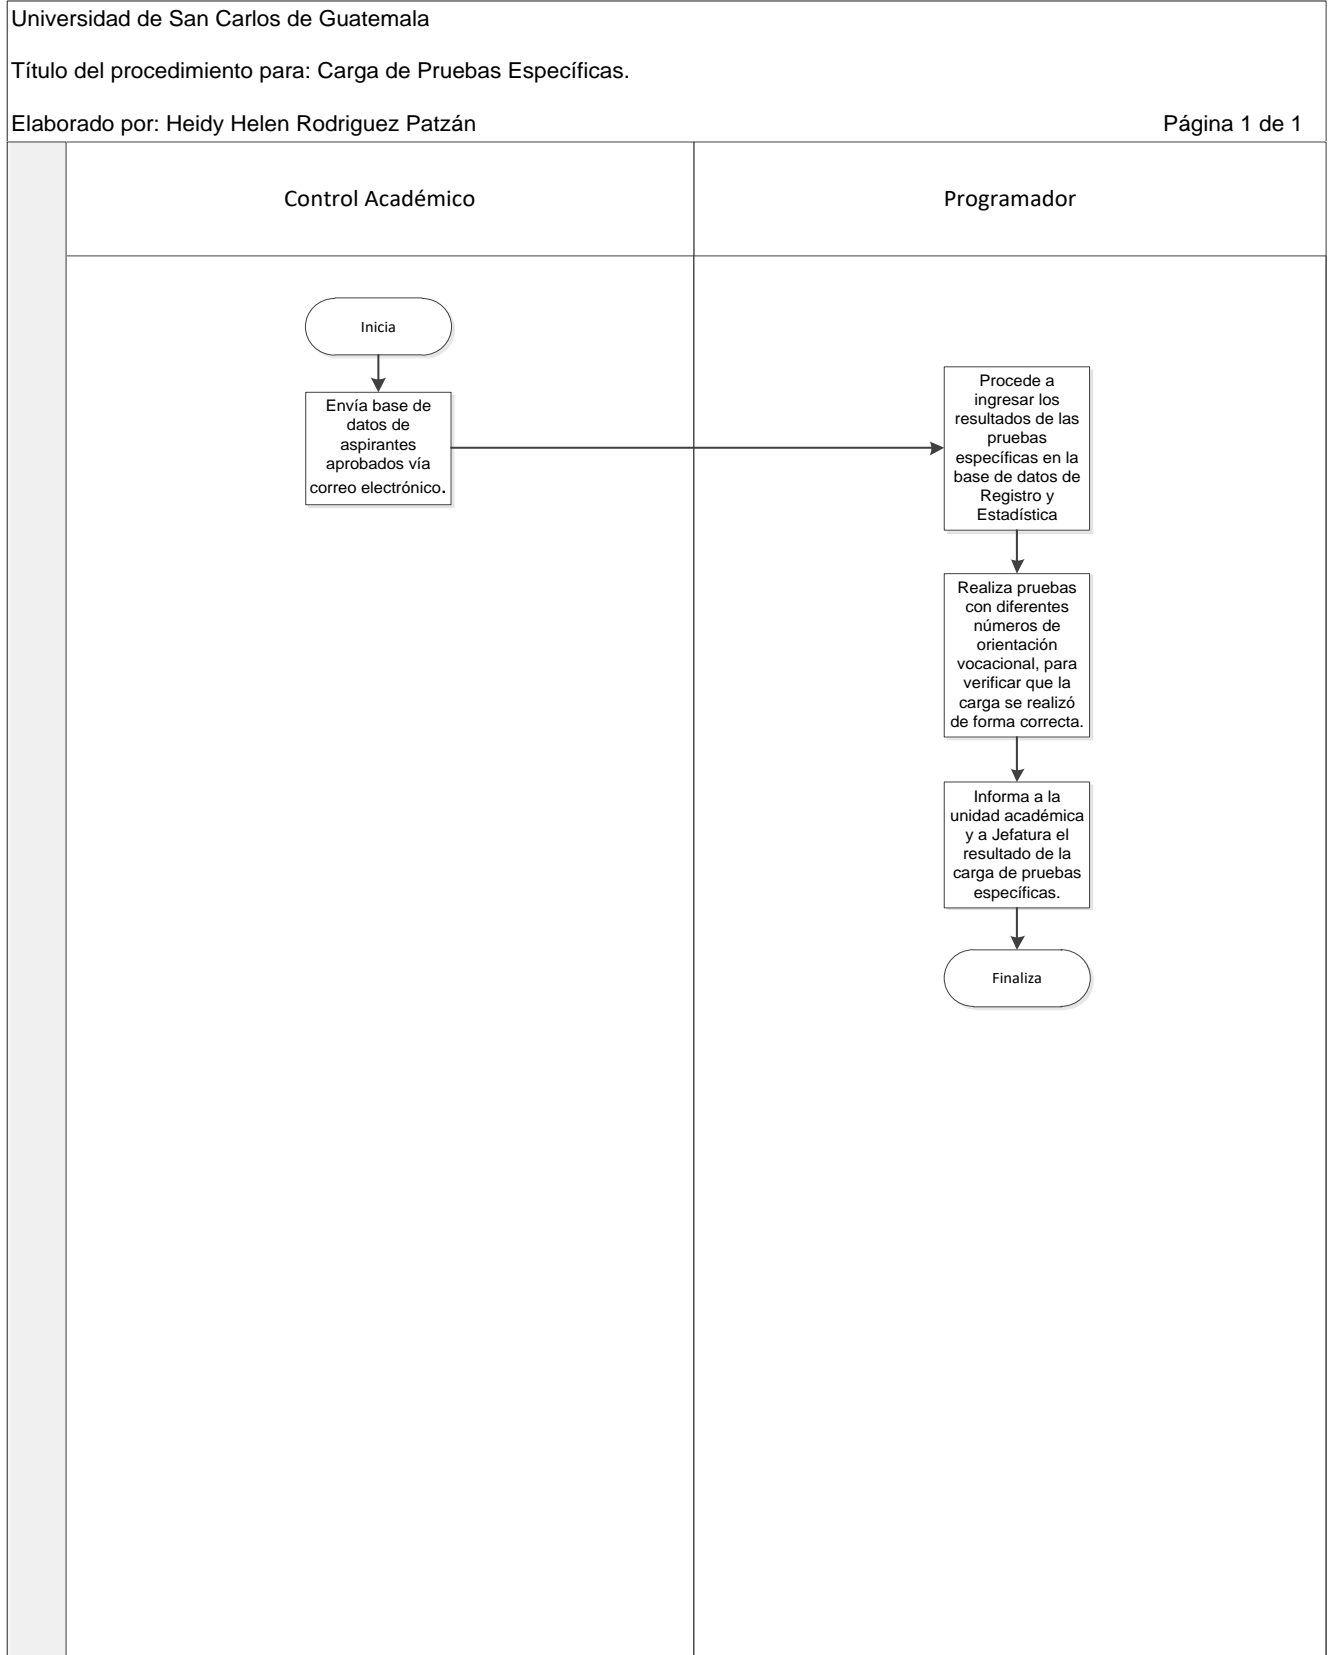 Universidad de San Carlos de Guatemala
Título del procedimiento para: Carga de Pruebas Específicas.
Elaborado por: Heidy Helen Rodriguez Patzán
Página 1 de 1
Control Académico
Programador
Inicia
Envía base de
datos de
aspirantes
aprobados vía
correo electrónico.
Procede a
ingresar los
resultados de las
pruebas
específicas en la
base de datos de
Registro y
Estadística
Realiza pruebas
con diferentes
números de
orientación
vocacional, para
verificar que la
carga se realizó
de forma correcta.
Informa a la
unidad académica
y a Jefatura el
resultado de la
carga de pruebas
específicas.
Finaliza